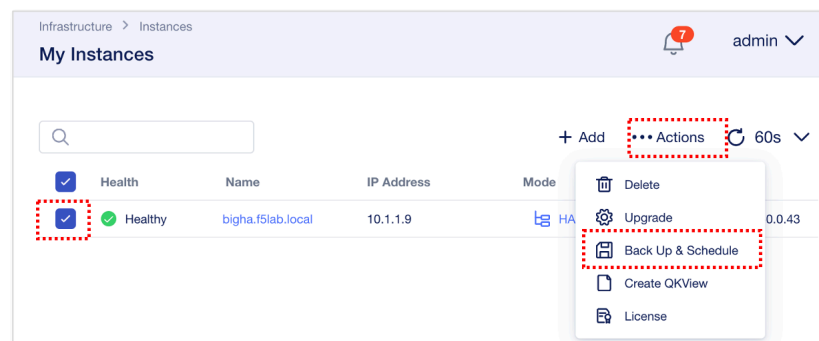 Infrastructure > Instances
My Instances
7
admin
+ Add
••• Actions
60s
Health Name IP Address Mode
Healthy bigha.f5lab.local 10.1.1.9 HA 0.0.43
Delete
Upgrade
Back Up & Schedule
Create QKView
License